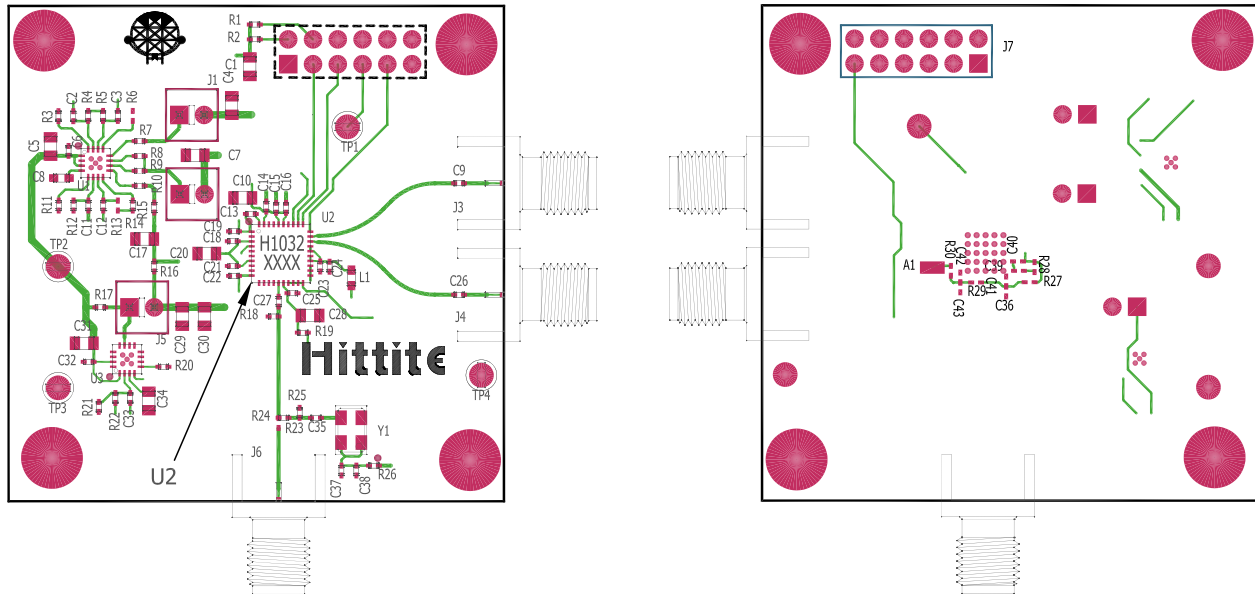 R1
R2
C1
C4
J1
R3
C2
R4
R5
C3
R6
C5
C6
R7
R8
R9
R10
C7
C8
U1
R11
R12
C11
C12
R13
R14
R15
TP1
C10
C13
C14
C15
C16
C9
J3
U2
H1032
XXXX
C19
C18
C17
C20
C21
C22
C23
C24
L1
TP2
R16
R17
J5
C25
C26
J4
C27
R18
C28
R19
C29
C30
C31
C32
U3
R20
Hittite
TP3
R21
R22
C33
C34
TP4
R24
R25
R23
C35
Y1
U2
J6
C37
C38
R26
J7
A1
R30
C42
C39
C40
R28
R27
R29
C41
C36
C43